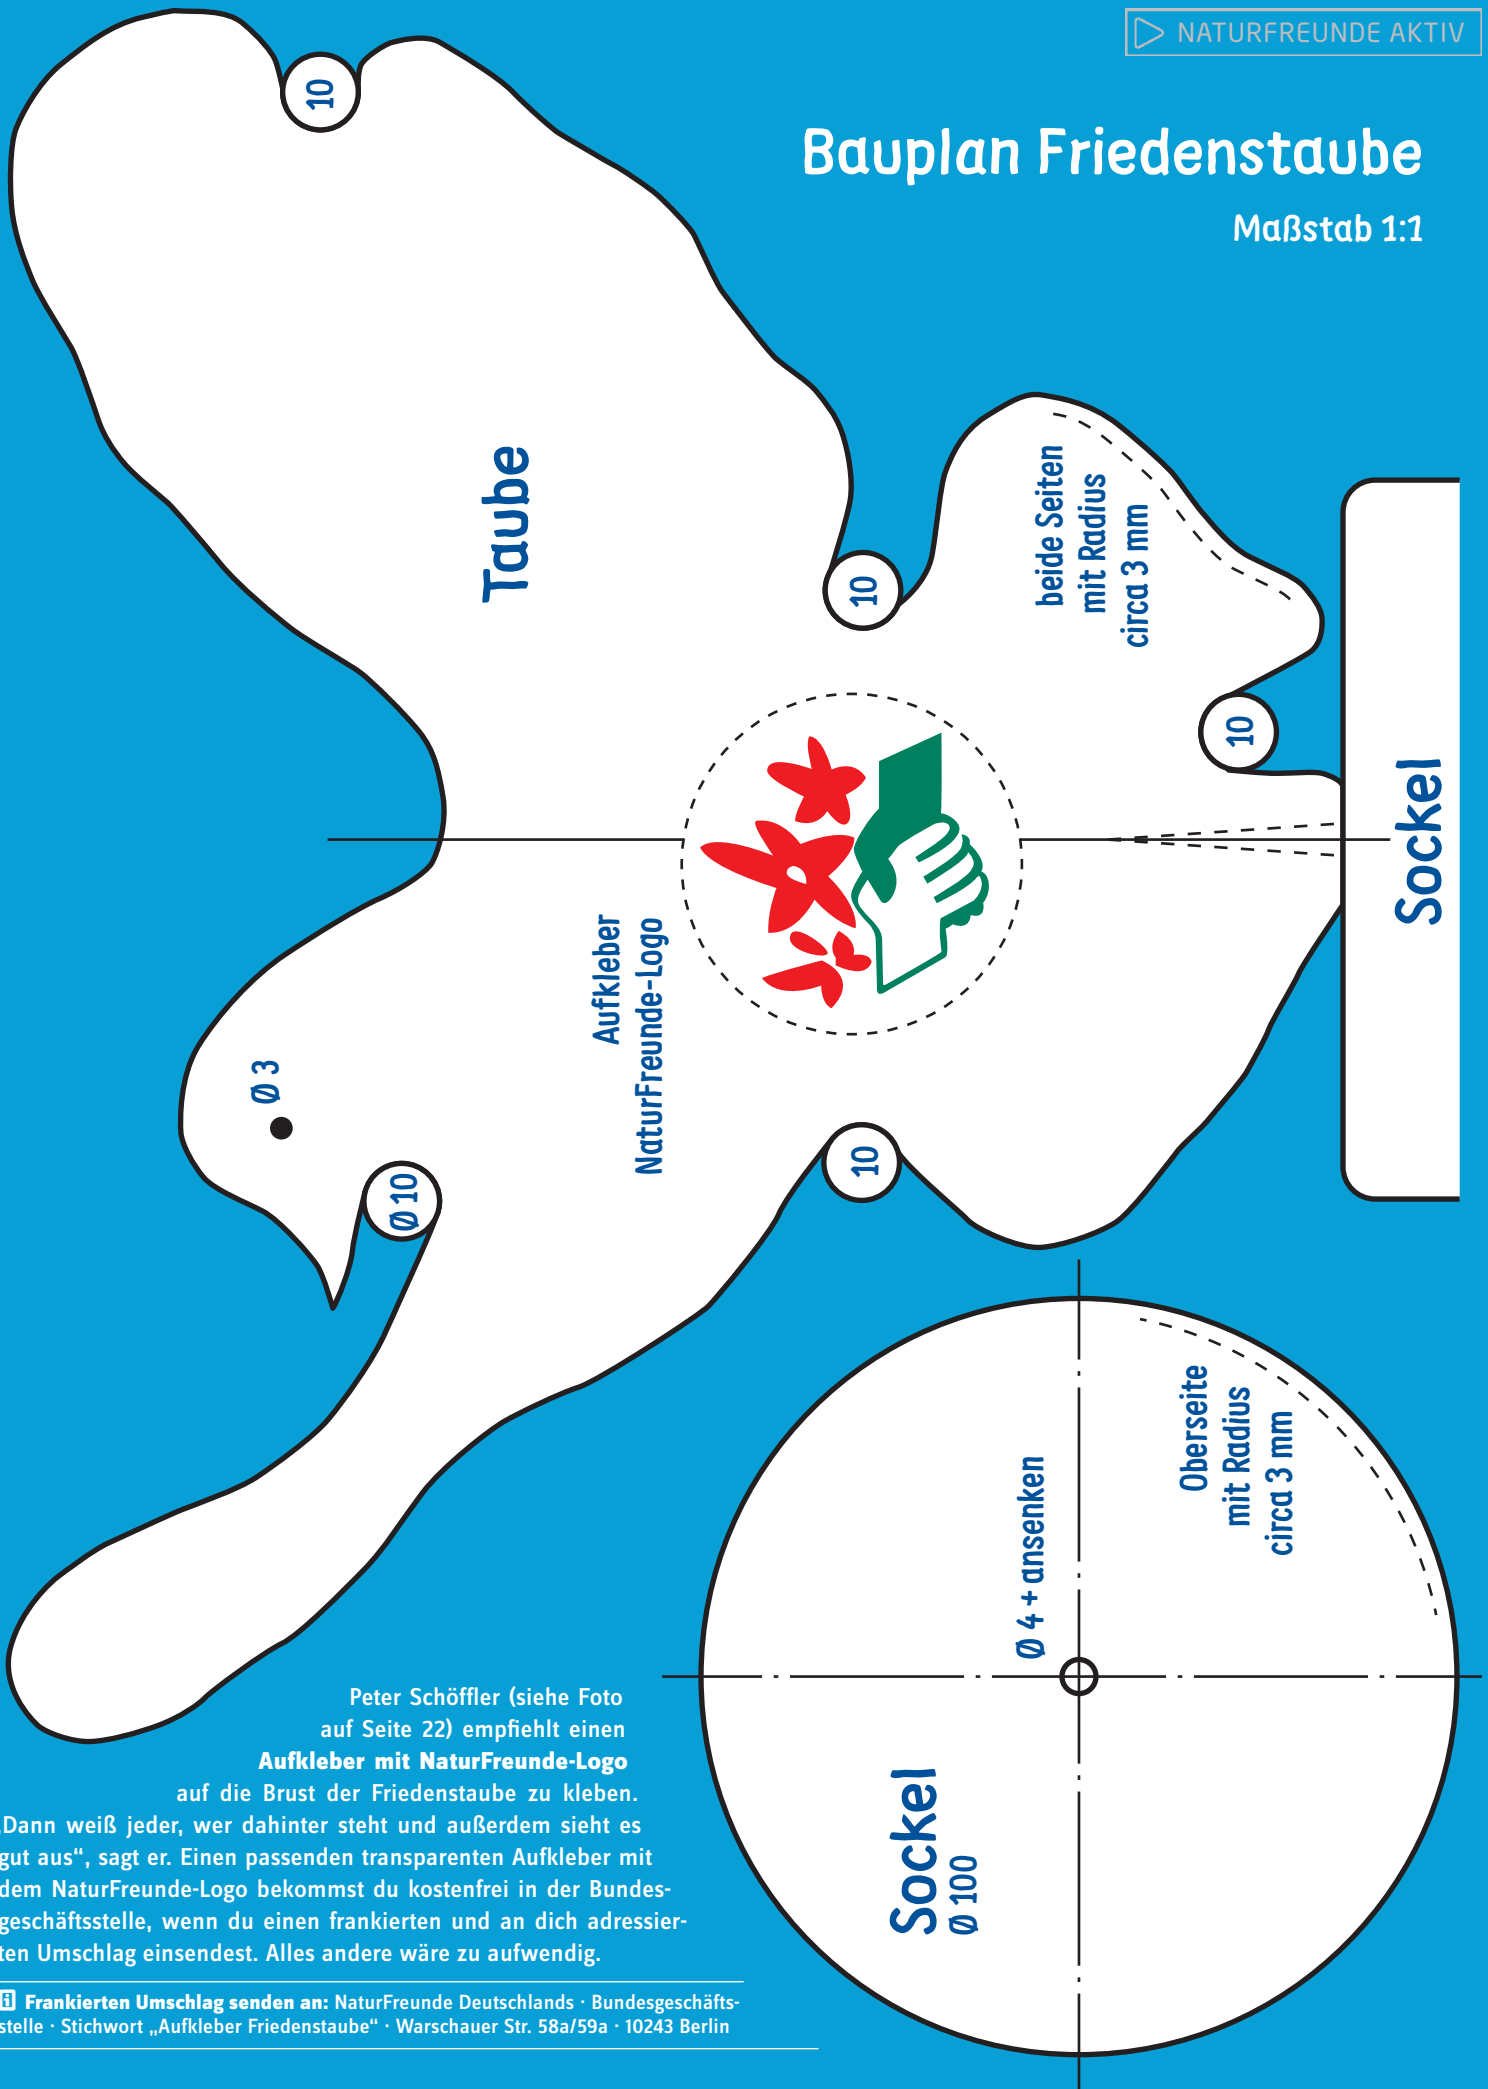 NATURFREUNDE AKTIV
Bauplan Friedenstaube
Maßstab 1:1
10
Taube
10
beide Seiten
mit Radius
circa 3 mm
10
Sockel
Aufkleber
NaturFreunde-Logo
Ø 3
Ø 10
10
Oberseite
mit Radius
circa 3 mm
Ø 4 + ansenken
Sockel
Ø 100
Peter Schöffler (siehe Foto
auf Seite 22) empfiehlt einen
Aufkleber mit NaturFreunde-Logo
auf die Brust der Friedenstaube zu kleben.
„Dann weiß jeder, wer dahinter steht und außerdem sieht es
gut aus“, sagt er. Einen passenden transparenten Aufkleber mit
dem NaturFreunde-Logo bekommst du kostenfrei in der Bundes-
geschäftsstelle, wenn du einen frankierten und an dich adressier-
ten Umschlag einsendest. Alles andere wäre zu aufwendig.
i Frankierten Umschlag senden an: NaturFreunde Deutschlands · Bundesgeschäfts-
stelle · Stichwort „Aufkleber Friedenstaube“ · Warschauer Str. 58a/59a · 10243 Berlin